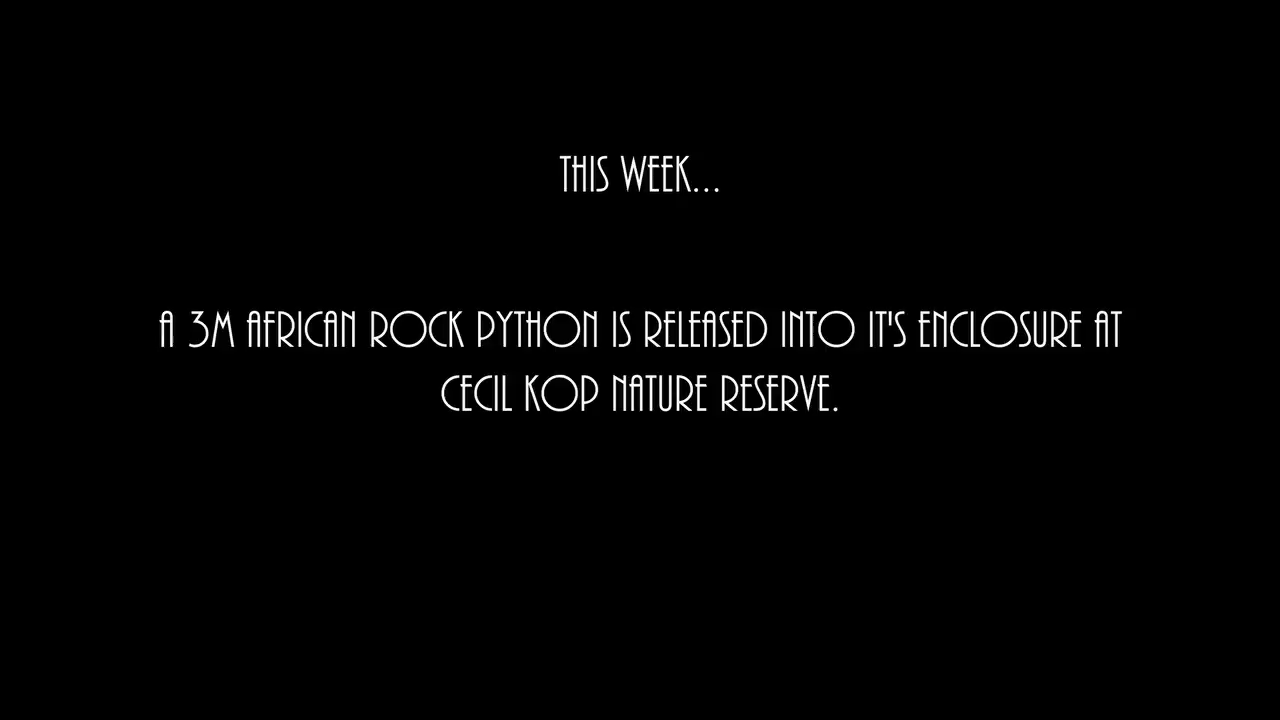 THIS WEEK...
A 3M AFRICAN ROCK PYTHON IS RELEASED INTO IT'S ENCLOSURE AT
CECIL KOP NATURE RESERVE.